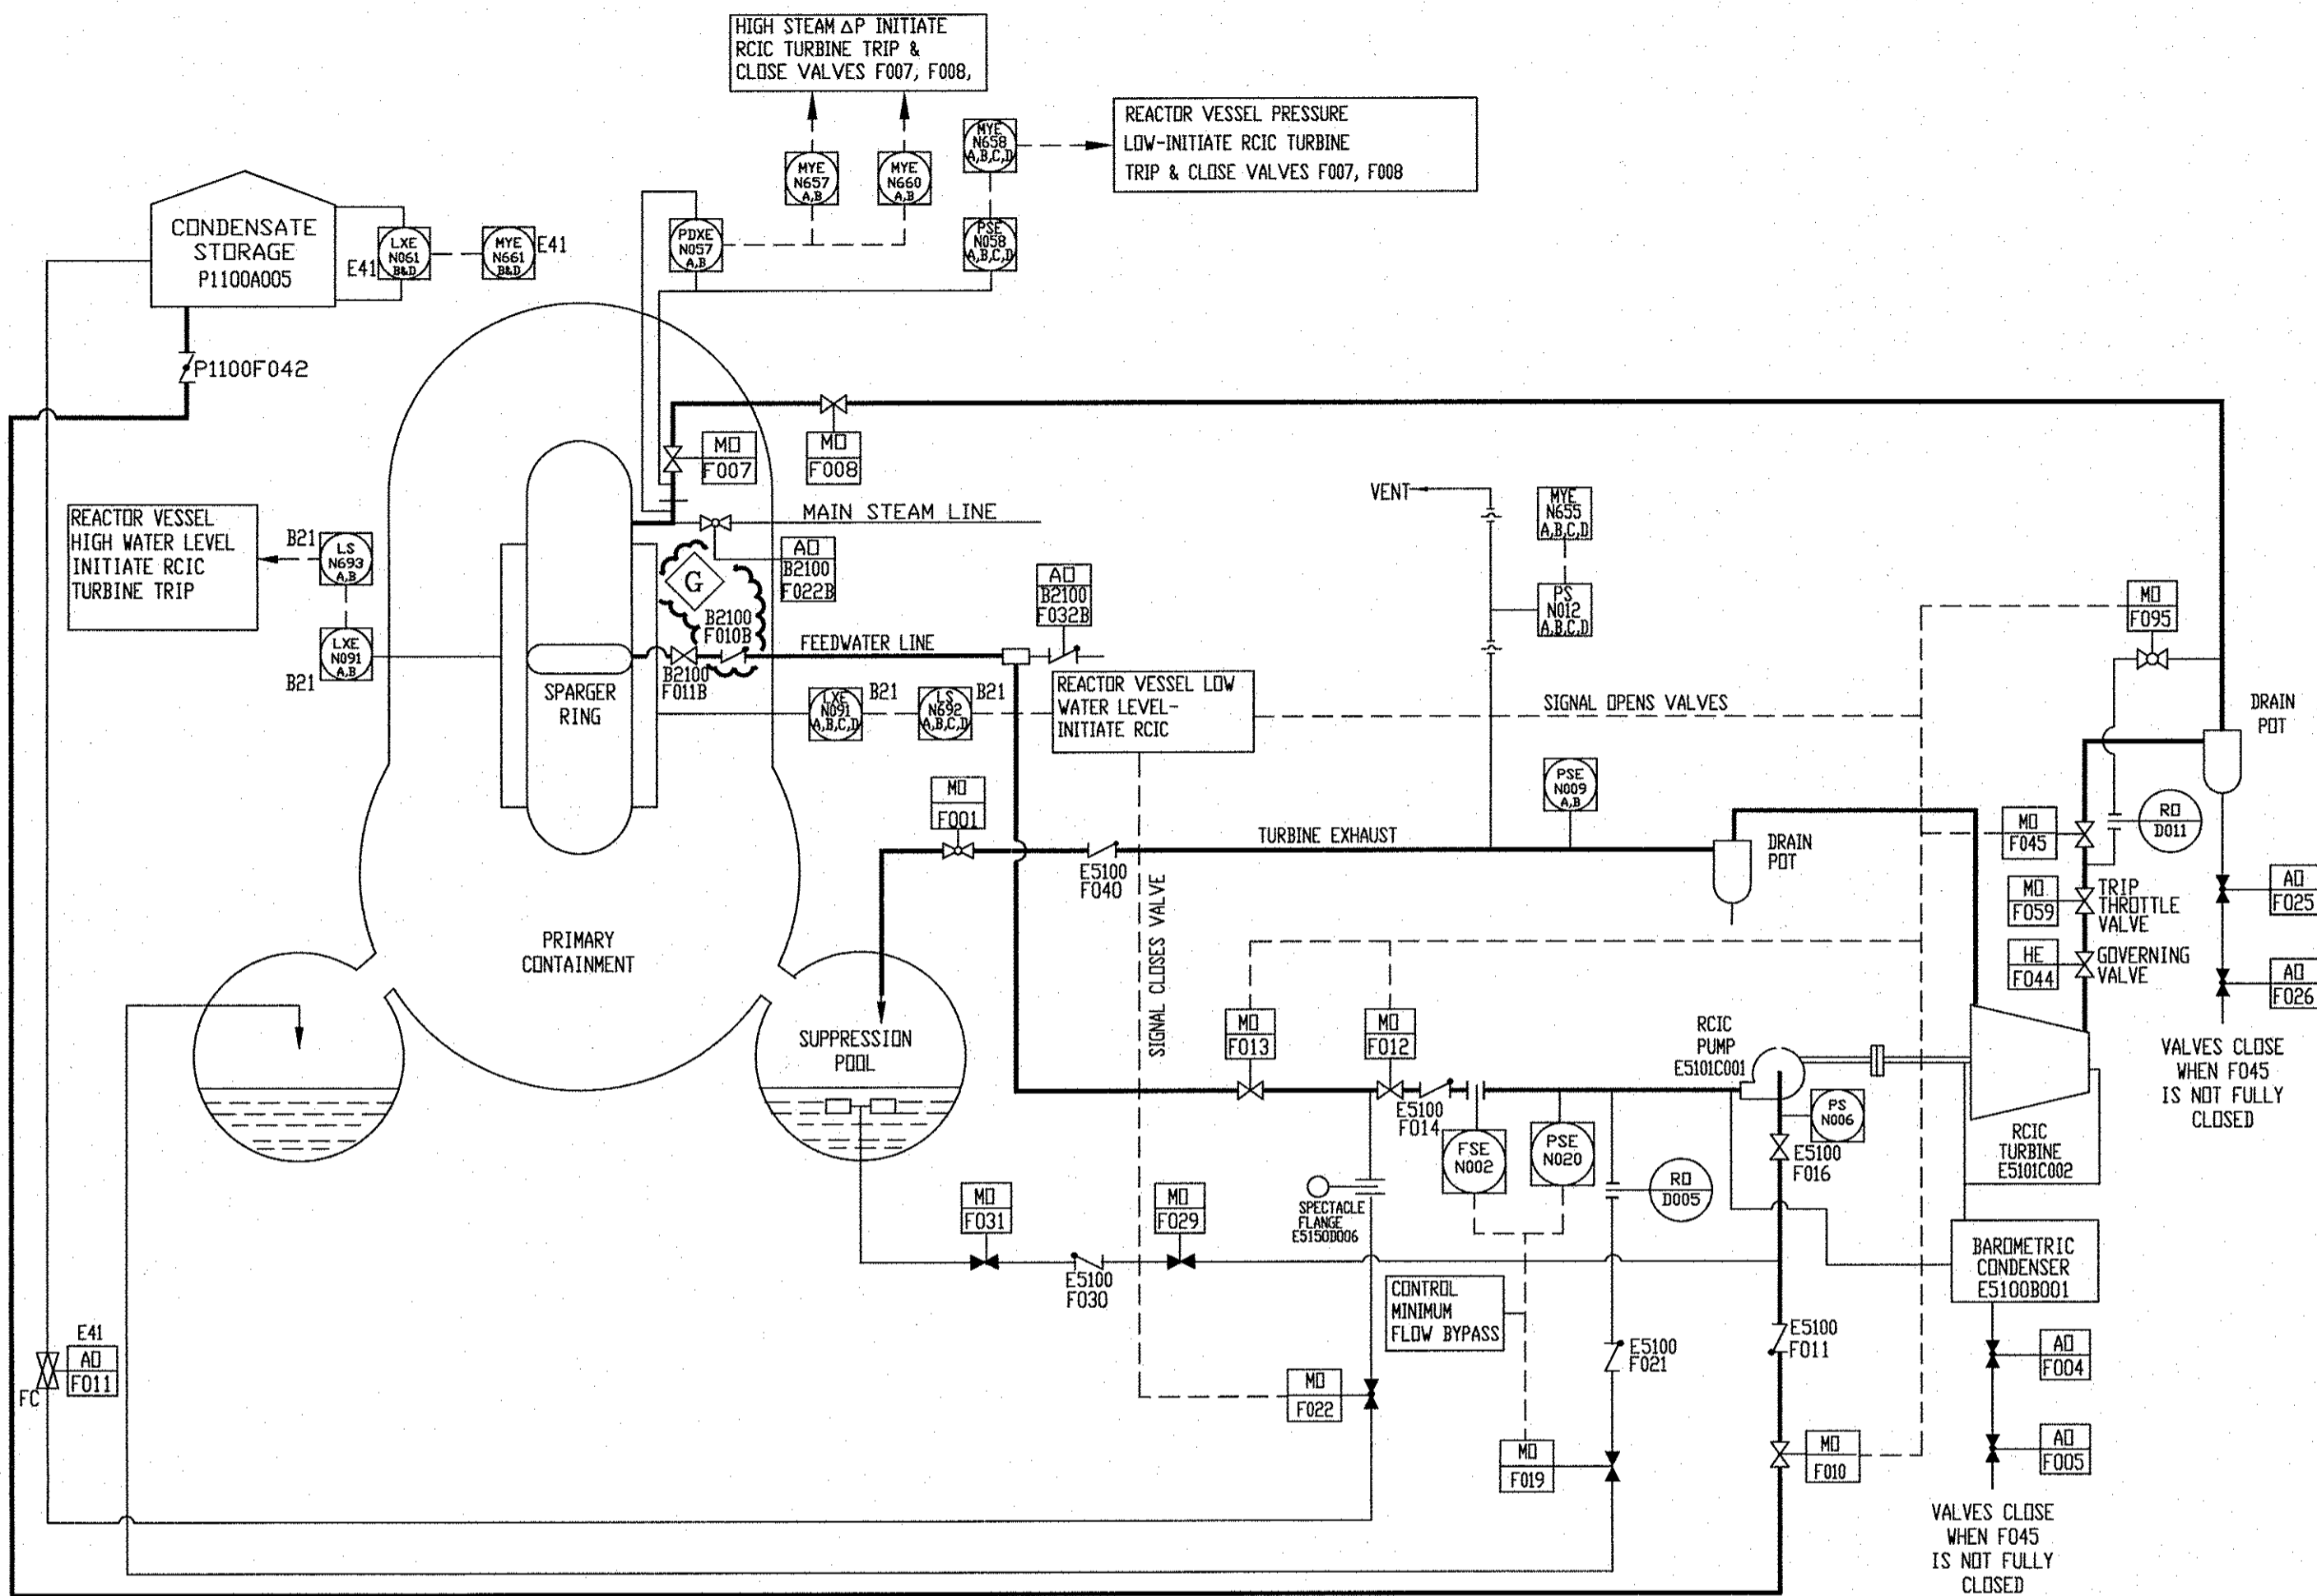 HIGH STEAM ΔP INITIATE
RCIC TURBINE TRIP &
CLOSE VALVES F007, F008,
REACTOR VESSEL PRESSURE
LOW-INITIATE RCIC TURBINE
TRIP & CLOSE VALVES F007, F008
MYE
N658
A,B,C,D
MYE
N657
A,B
MYE
N660
A,B
PDXE
N057
A,B
PSE
N058
A,B,C,D
CONDENSATE
STORAGE
P1100A005
E41
LXE
N061
B&D
MYE
N661
B&D
E41
P1100F042
MO
F007
MO
F008
MAIN STEAM LINE
AO
B2100
F022B
G
B2100
F010B
B2100
F011B
FEEDWATER LINE
AO
B2100
F032B
REACTOR VESSEL
HIGH WATER LEVEL
INITIATE RCIC
TURBINE TRIP
B21
LS
N693
A,B
LXE
N091
A,B
B21
SPARGER
RING
LXE
N091
A,B,C,D
B21
LS
N692
A,B,C,D
B21
REACTOR VESSEL LOW
WATER LEVEL-
INITIATE RCIC
SIGNAL OPENS VALVES
VENT
MYE
N655
A,B,C,D
PS
N012
A,B,C,D
MO
F095
DRAIN
POT
PSE
N009
A,B
MO
F001
E5100
F040
TURBINE EXHAUST
DRAIN
POT
MO
F045
RO
D011
MO
F059
TRIP
THROTTLE
VALVE
HE
F044
GOVERNING
VALVE
AO
F025
AO
F026
VALVES CLOSE
WHEN F045
IS NOT FULLY
CLOSED
SIGNAL CLOSES VALVE
PRIMARY
CONTAINMENT
SUPPRESSION
POOL
MO
F013
MO
F012
E5100
F014
RCIC
PUMP
E5101C001
PS
N006
E5100
F016
RCIC
TURBINE
E5101C002
FSE
N002
PSE
N020
RO
D005
SPECTACLE
FLANGE
E5150D006
MO
F031
E5100
F030
MO
F029
BAROMETRIC
CONDENSER
E5100B001
CONTROL
MINIMUM
FLOW BYPASS
E5100
F021
E5100
F011
AO
F004
AO
F005
E41
AO
F011
FC
MO
F022
MO
F019
MO
F010
VALVES CLOSE
WHEN F045
IS NOT FULLY
CLOSED